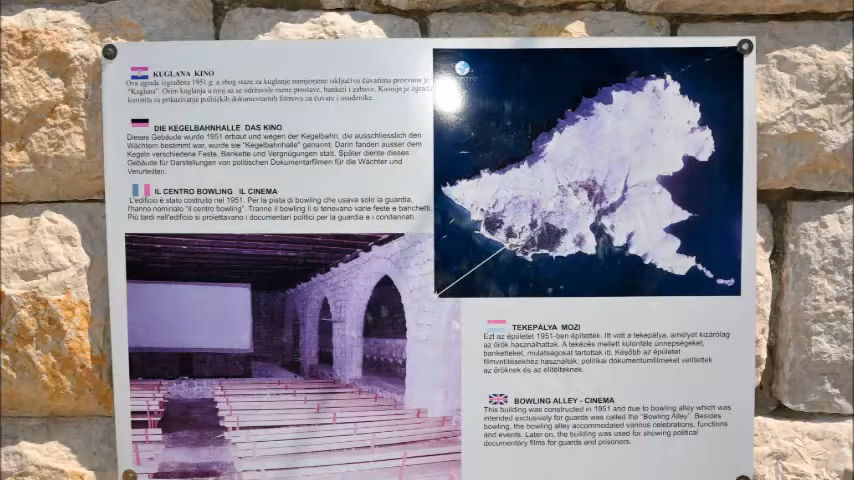 KUGLANA KINO
Ova zgrada izgrađena 1951.g. a zbog staze za kuglanje namijenjene isključivo čuvarima prozvana je
"Kuglana". Osim kuglanja u njoj su se održavale razne proslave, banketi i zabave. Kasnije je zgrada
koristila za prikazivanje političkih dokumentarnih filmova za čuvare i osuđenike.
DIE KEGELBAHNHALLE DAS KINO
Dieses Gebäude wurde 1951 erbaut und wegen der Kegelbahn, die ausschliesslich den
Wächtern bestimmt war, wurde sie "Kegelbahnhalle" genannt. Darin fanden ausser dem
Kegeln verschiedene Feste, Bankette und Vergnügungen statt. Später diente dieses
Gebäude für Darstellungen von politischen Dokumentarfilmen für die Wächter und
Verurteilten.
IL CENTRO BOWLING IL CINEMA
L'edificio è stato costruito nel 1951. Per la pista di bowling che usava solo la guardia,
l'hanno nominato "il centro bowling". Tranne il bowling li si tenevano varie feste e banchetti.
Più tardi nell'edificio si proiettavano i documentari politici per la guardia e i condannati.
TEKEPÁLYA MOZI
Ezt az épületet 1951-ben építették. Itt volt a tekepálya, amelyet kizárólag
az őrök használhattak. A tekézés mellett különféle ünnepségeket,
banketteket, mulatságokat tartottak itt. Később az épületet
filmvetítésekhez használták, politikai dokumentumfilmeket vetítettek
az őröknek és az elítélteknek.
BOWLING ALLEY - CINEMA
This building was constructed in 1951 and due to bowling alley which was
intended exclusively for guards was called the "Bowling Alley". Besides
bowling, the bowling alley accommodated various celebrations, functions
and events. Later on, the building was used for showing political
documentary films for guards and prisoners.